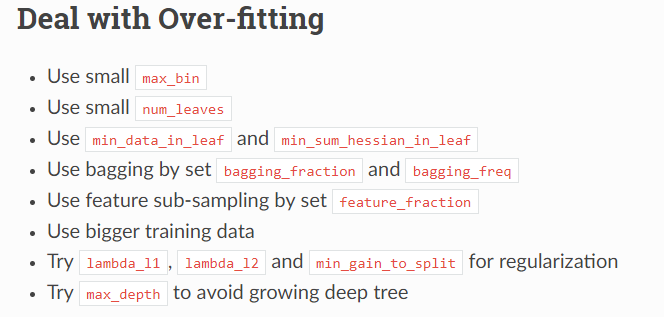 Deal with Over-fitting
• Use small max_bin
• Use small num_leaves
• Use min_data_in_leaf and min_sum_hessian_in_leaf
• Use bagging by set bagging_fraction and bagging_freq
• Use feature sub-sampling by set feature_fraction
• Use bigger training data
• Try lambda_l1, lambda_l2 and min_gain_to_split for regularization
• Try max_depth to avoid growing deep tree